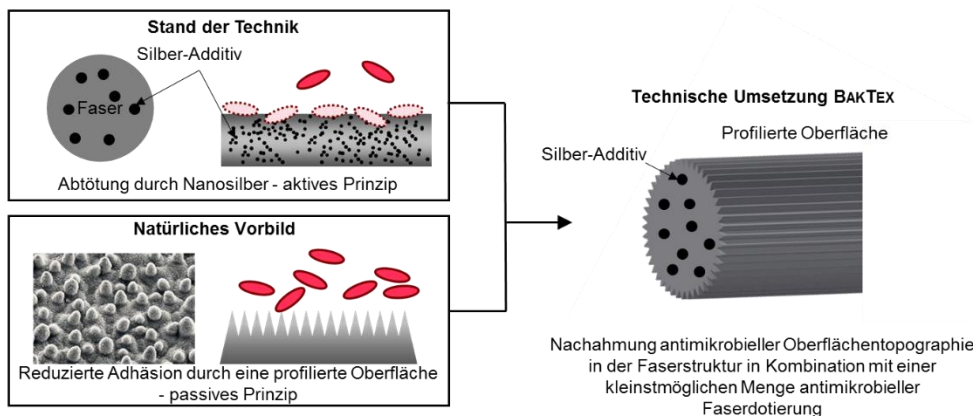 Stand der Technik
Silber-Additiv
Faser
Abtötung durch Nanosilber - aktives Prinzip
Natürliches Vorbild
Reduzierte Adhäsion durch eine profilierte Oberfläche
- passives Prinzip
Technische Umsetzung BAKTEX
Profilierte Oberfläche
Silber-Additiv
Nachahmung antimikrobieller Oberflächentopographie
in der Faserstruktur in Kombination mit einer
kleinstmöglichen Menge antimikrobieller
Faserdotierung